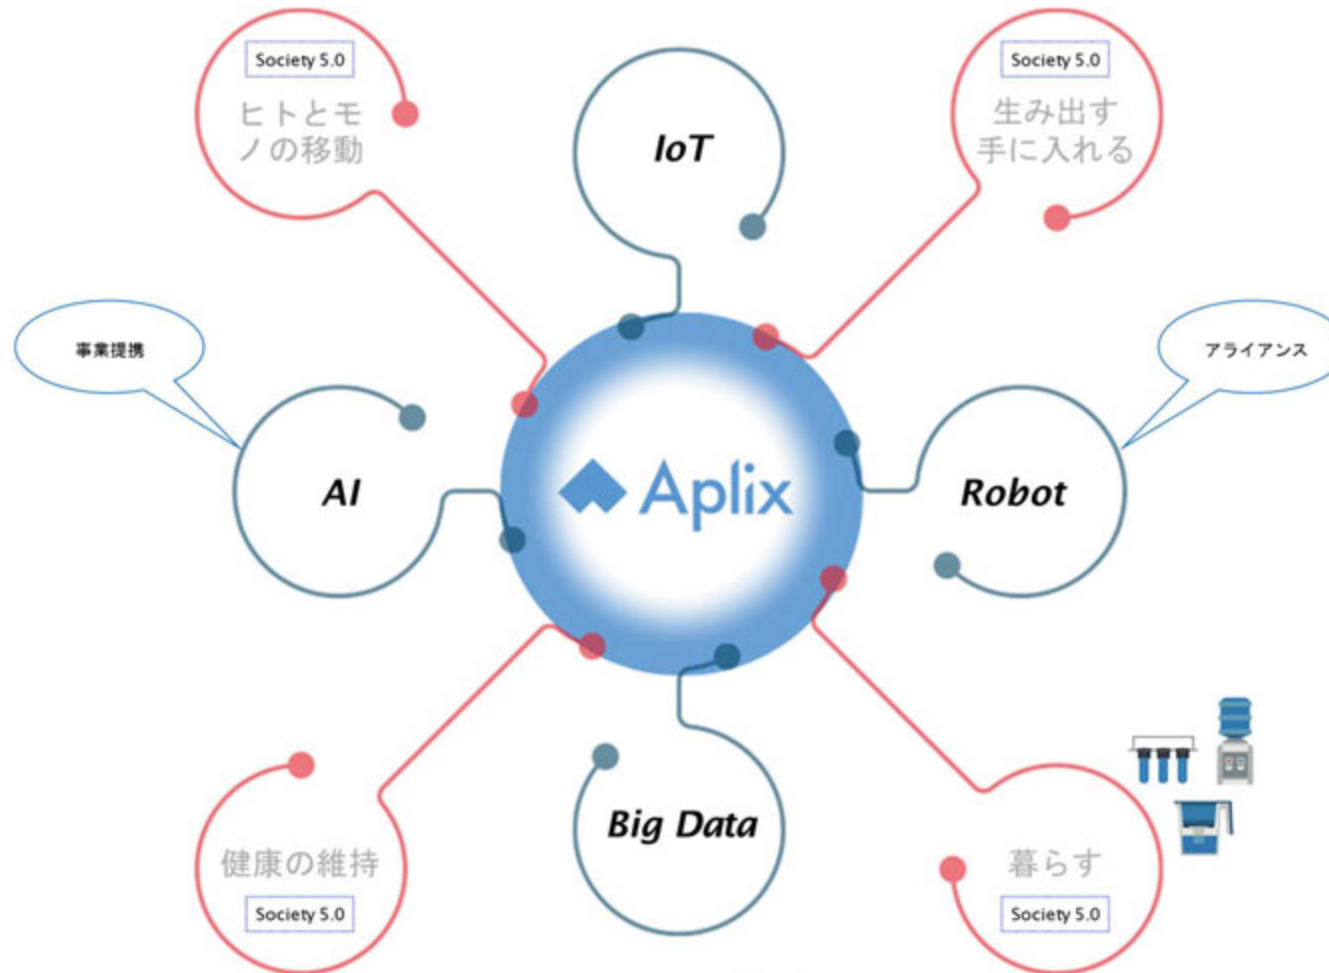 Society 5.0
ヒトとモ
ノの移動
IoT
Society 5.0
生み出す
手に入れる
事業提携
アライアンス
AI
Aplix
Robot
Big Data
健康の維持
Society 5.0
暮らす
Society 5.0